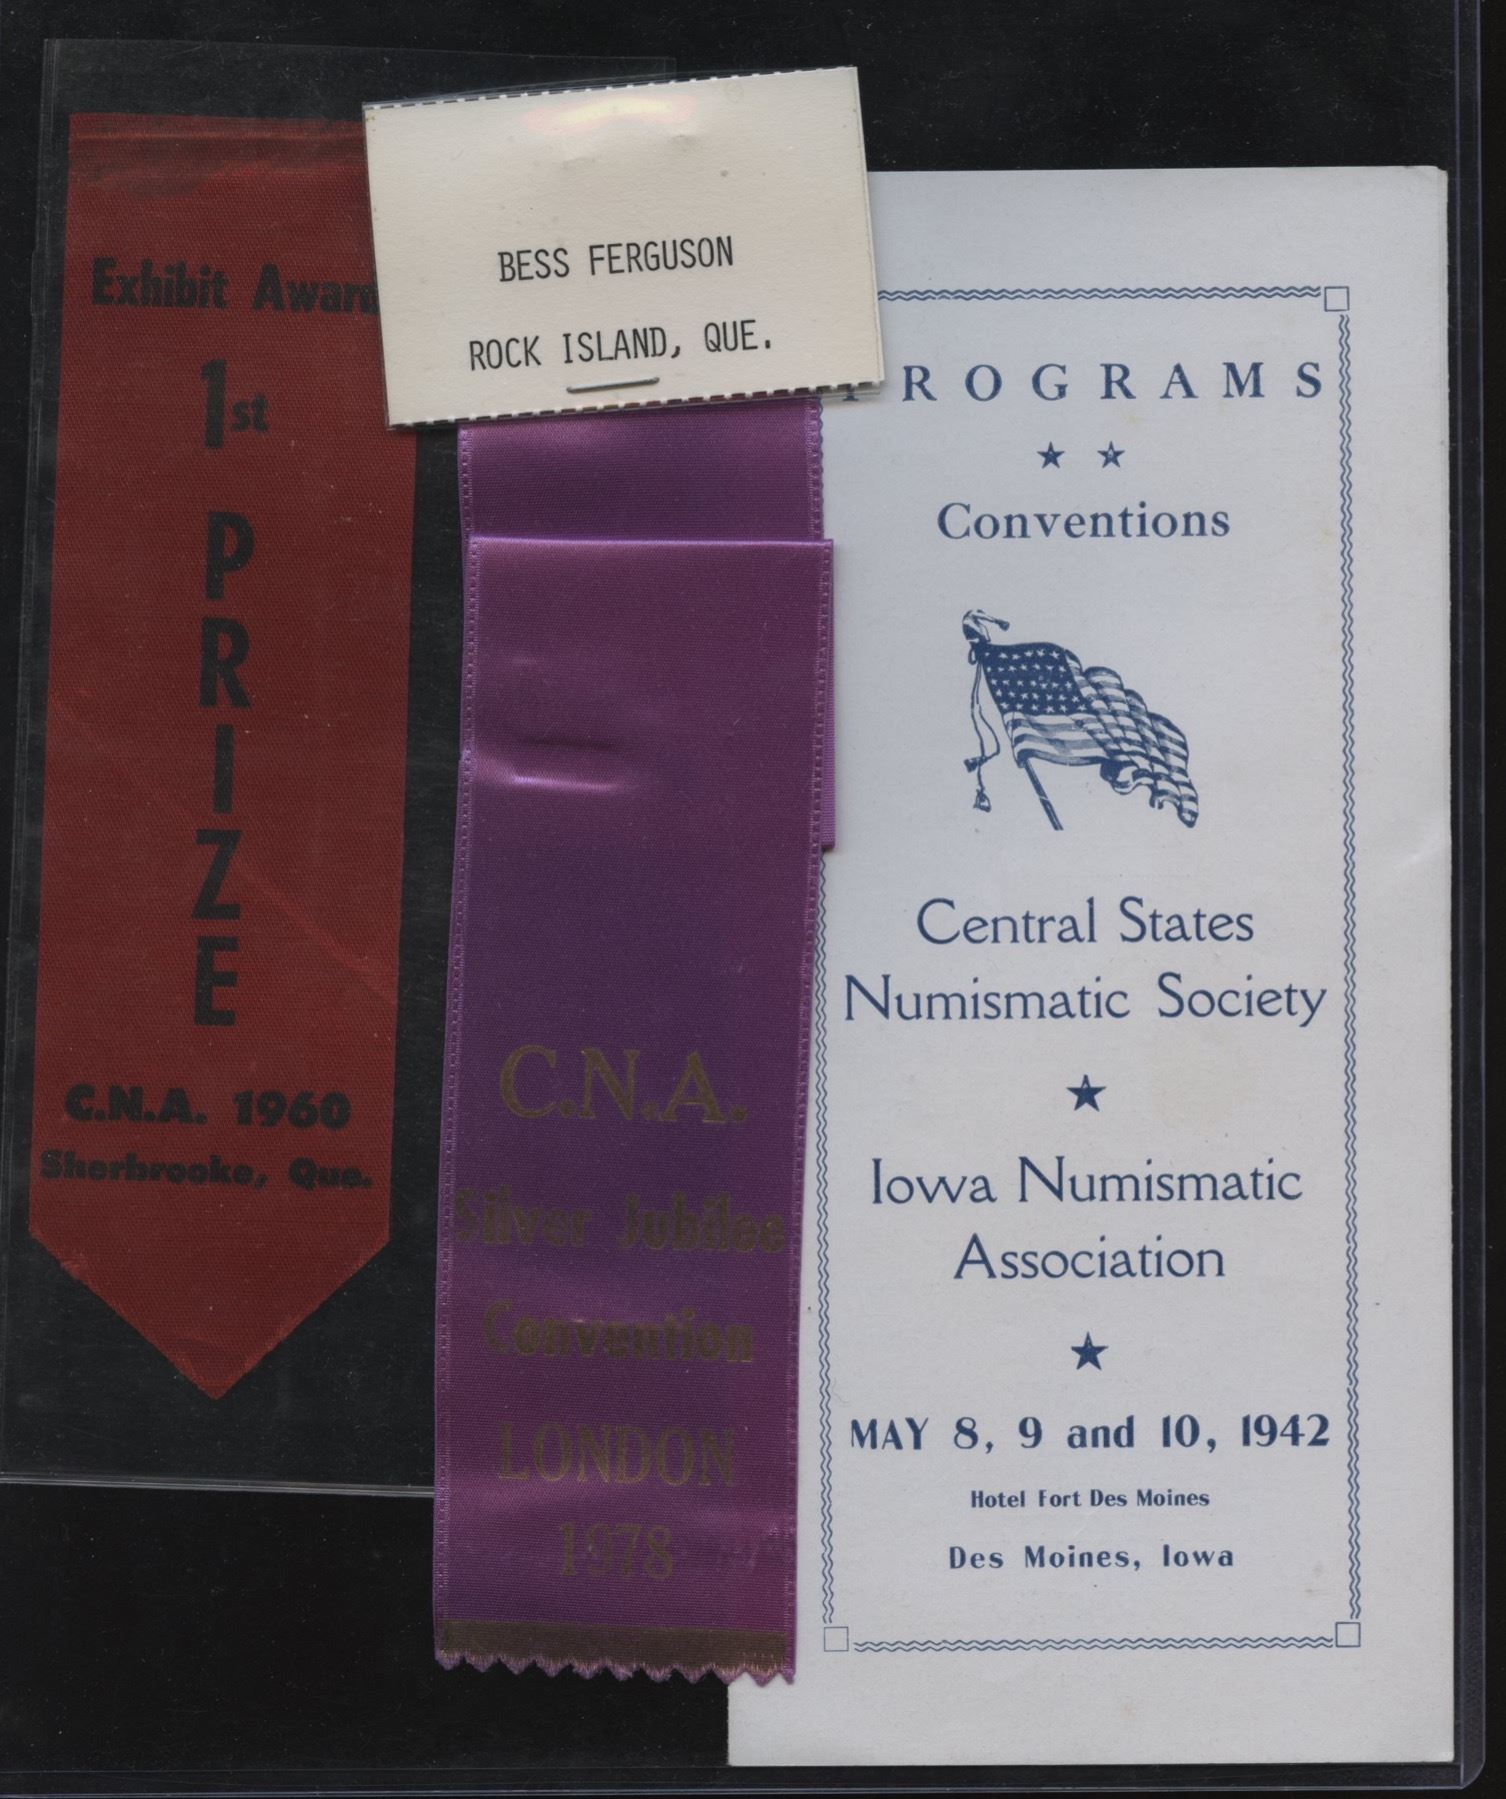 Exhibit Award
1st
PRIZE
C.N.A. 1960
Sherbrooke, Que.
BESS FERGUSON
ROCK ISLAND, QUE.
C.N.A.
Silver Jubilee
Convention
LONDON
1978
PROGRAMS
★ ★
Conventions
Central States
Numismatic Society
★
Iowa Numismatic
Association
★
MAY 8, 9 and 10, 1942
Hotel Fort Des Moines
Des Moines, Iowa